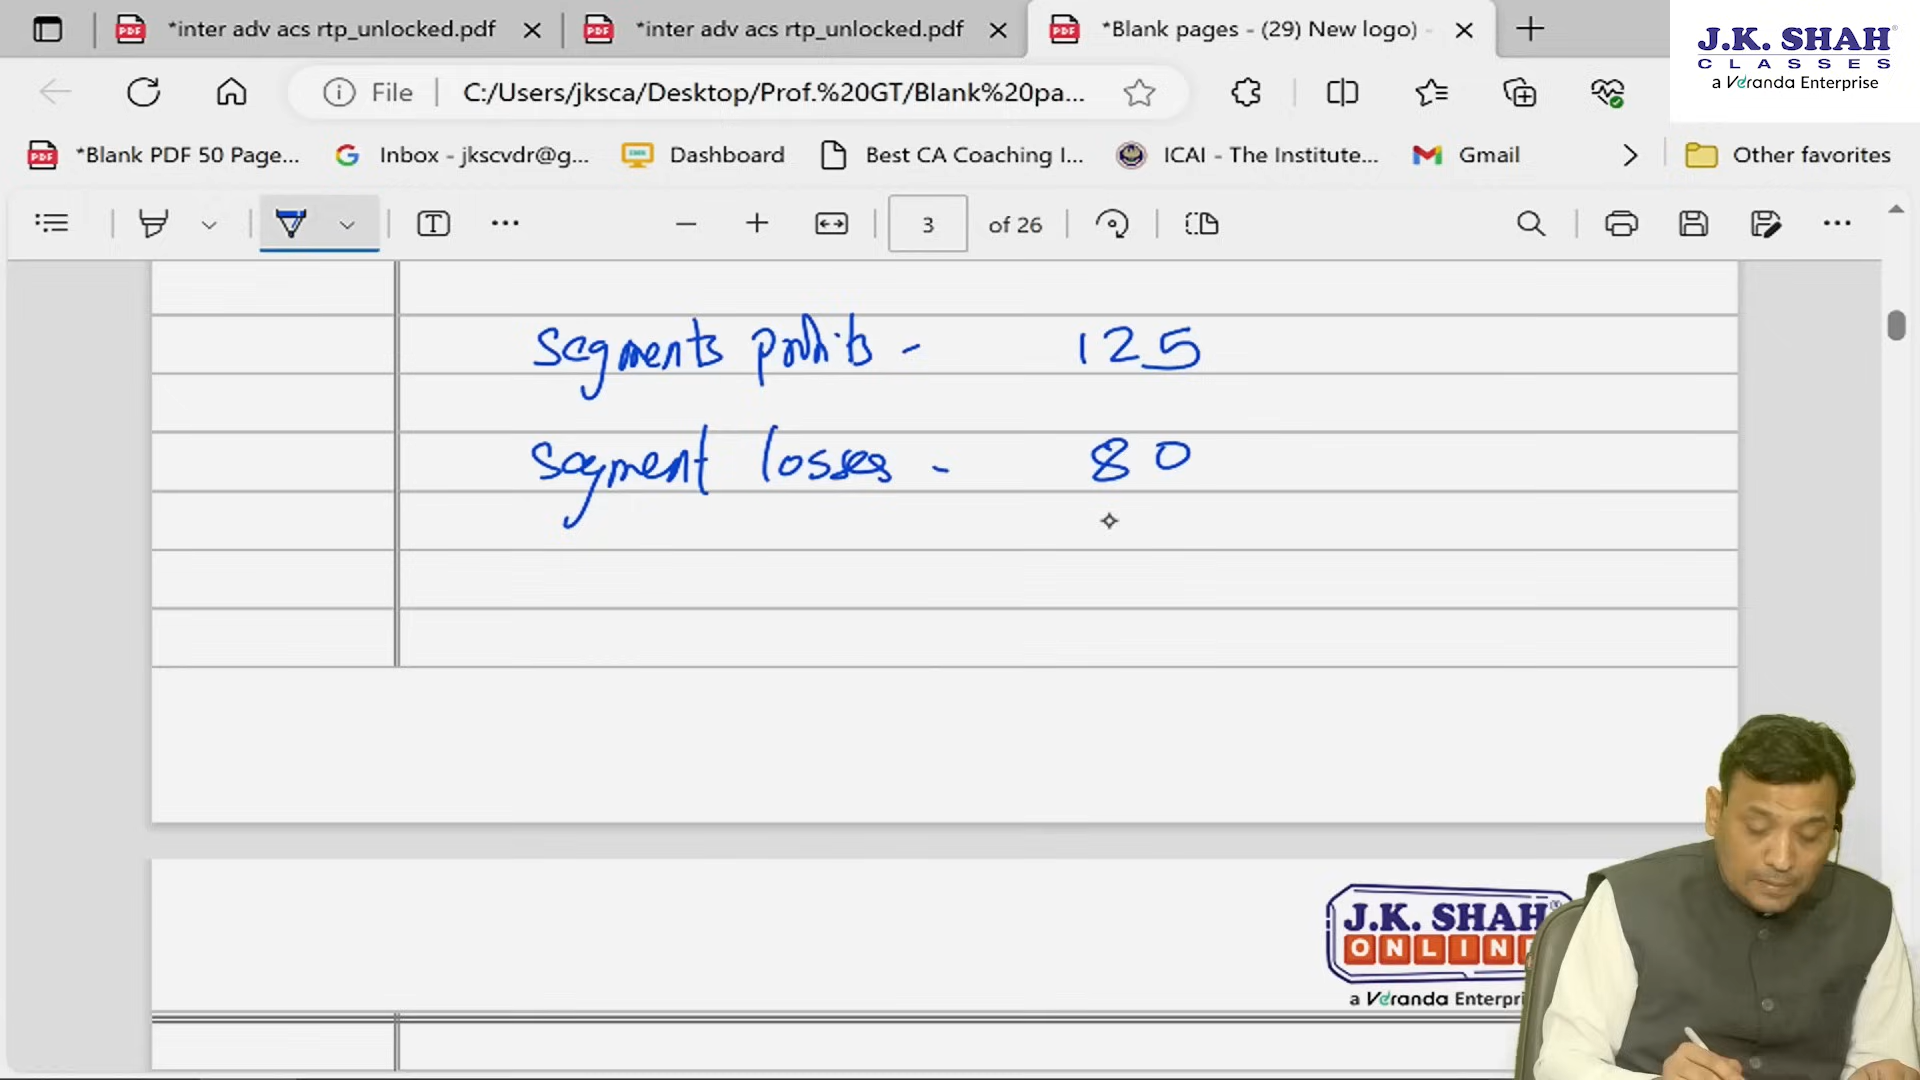 *inter adv acs rtp_unlocked.pdf
*inter adv acs rtp_unlocked.pdf
*Blank pages - (29) New logo) -
J.K. SHAH®
CLASSES
a Veranda Enterprise
File
C:/Users/jksca/Desktop/Prof.%20GT/Blank%20pa...
*Blank PDF 50 Page...
Inbox - jkscvdr@g...
Dashboard
Best CA Coaching I...
ICAI - The Institute...
Gmail
Other favorites
3 of 26
Segments profits - 125
Segment losses - 80
J.K. SHAH
ONLIN
a Veranda Enterpri